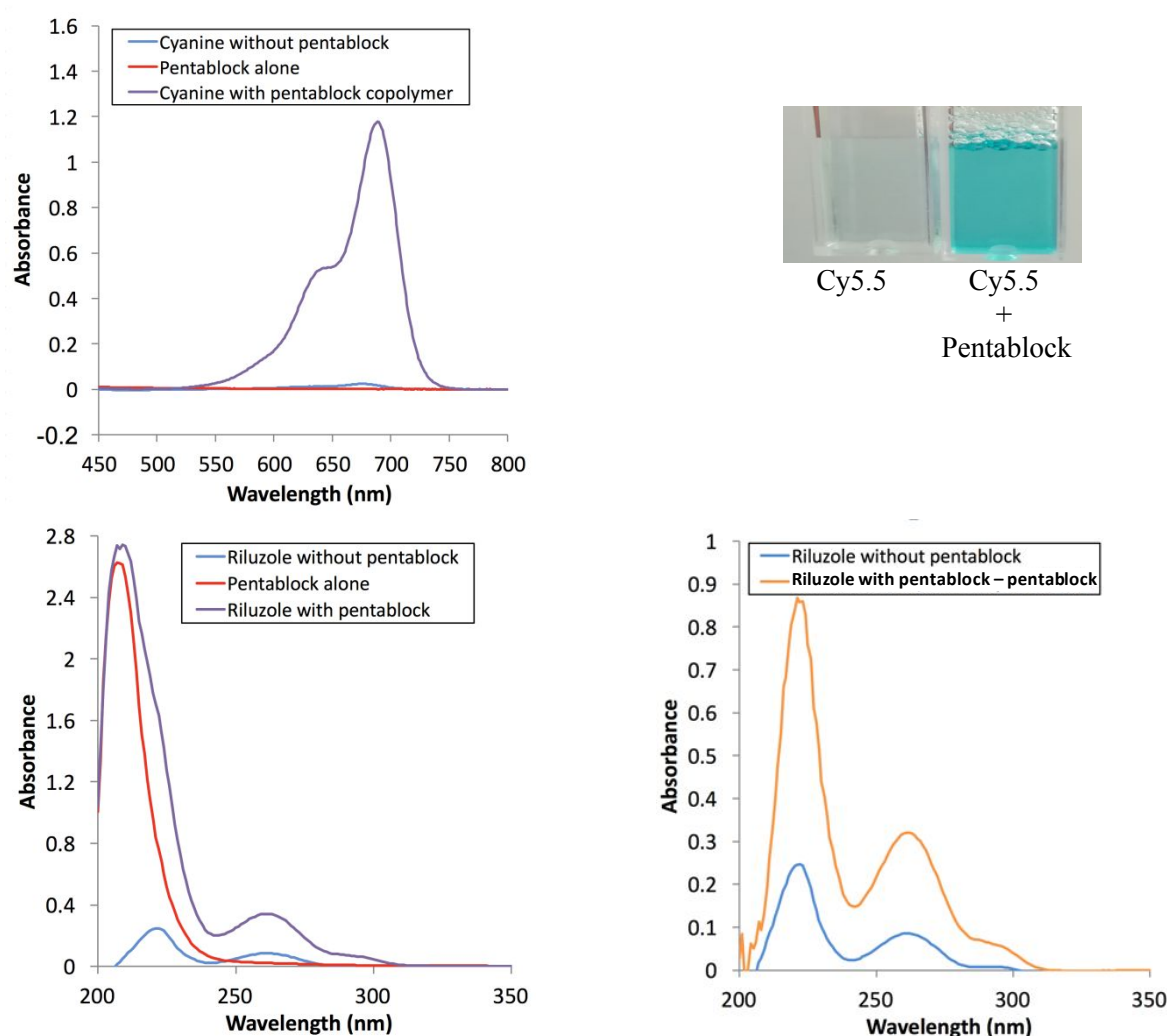 1.6
1.4
1.2
1
0.8
0.6
0.4
0.2
0
-0.2
Absorbance
Cyanine without pentablock
Pentablock alone
Cyanine with pentablock copolymer
450 500 550 600 650 700 750 800
Wavelength (nm)
Cy5.5 Cy5.5
+
Pentablock
2.8
2.4
2
1.6
1.2
0.8
0.4
0
Absorbance
Riluzole without pentablock
Pentablock alone
Riluzole with pentablock
200 250 300 350
Wavelength (nm)
1
0.9
0.8
0.7
0.6
0.5
0.4
0.3
0.2
0.1
0
Absorbance
Riluzole without pentablock
Riluzole with pentablock – pentablock
200 250 300 350
Wavelength (nm)